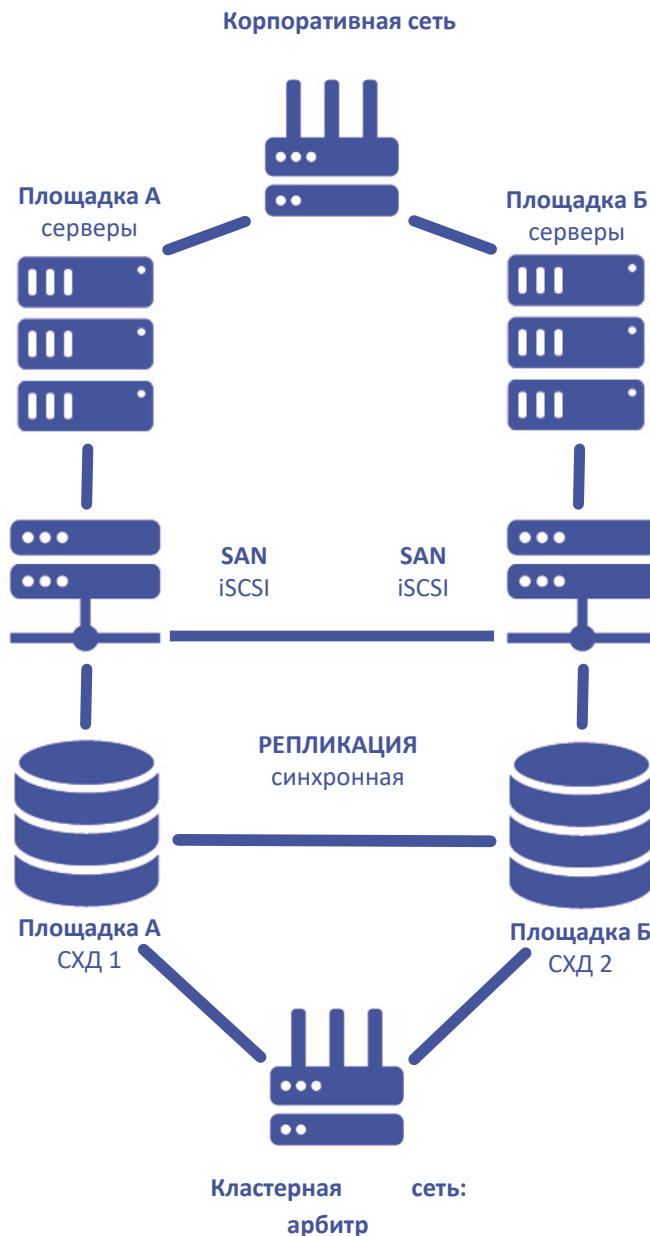 Корпоративная сеть
Площадка А
серверы
Площадка Б
серверы
SAN
iSCSI
SAN
iSCSI
РЕПЛИКАЦИЯ
синхронная
Площадка А
СХД 1
Площадка Б
СХД 2
Кластерная сеть:
арбитр